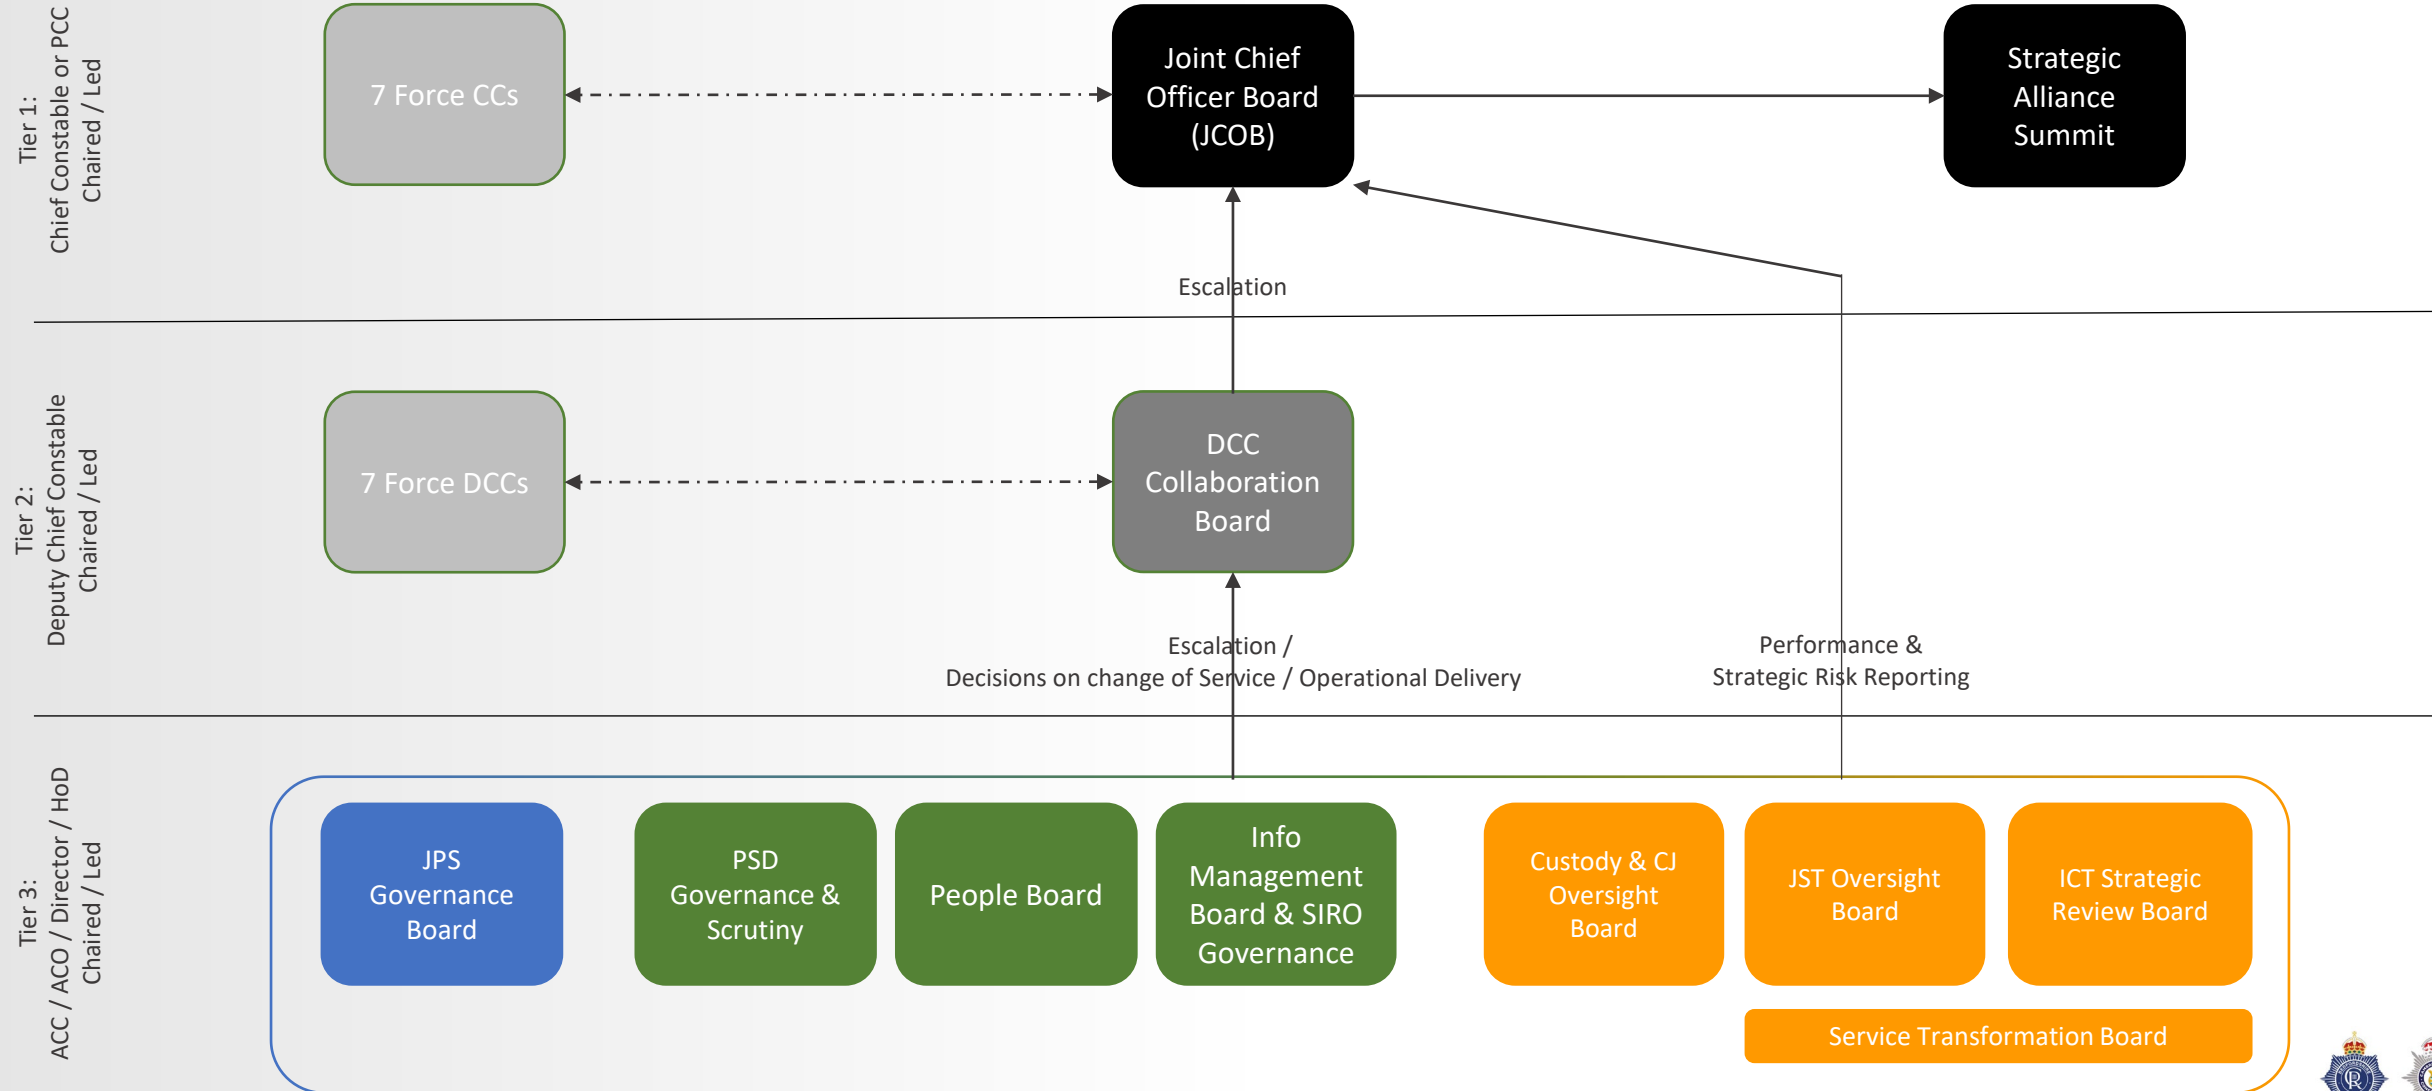 Tier 1:
Chief Constable or PCC
Chaired / Led
7 Force CCs
Joint Chief
Officer Board
(JCOB)
Strategic
Alliance
Summit
Escalation
Tier 2:
Deputy Chief Constable
Chaired / Led
7 Force DCCs
DCC
Collaboration
Board
Escalation /
Decisions on change of Service / Operational Delivery
Performance &
Strategic Risk Reporting
Tier 3:
ACC / ACO / Director / HoD
Chaired / Led
JPS
Governance
Board
PSD
Governance &
Scrutiny
People Board
Info
Management
Board & SIRO
Governance
Custody & CJ
Oversight
Board
JST Oversight
Board
ICT Strategic
Review Board
Service Transformation Board